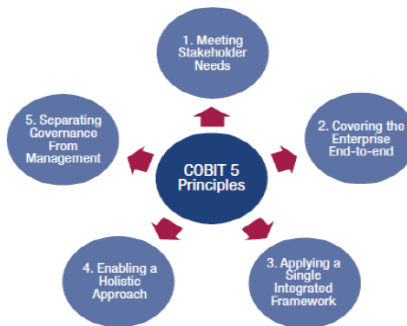 1. Meeting
Stakeholder
Needs
5. Separating
Governance
From
Management
2. Covering the
Enterprise
End-to-end
COBIT 5
Principles
4. Enabling a
Holistic
Approach
3. Applying a
Single
Integrated
Framework